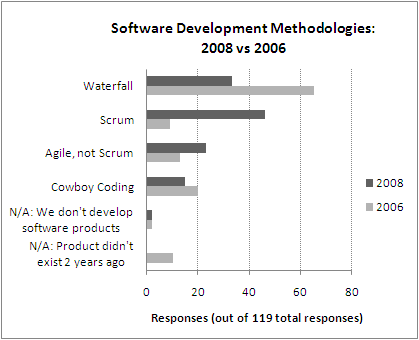 Software Development Methodologies:
2008 vs 2006
Waterfall
Scrum
Agile, not Scrum
Cowboy Coding
N/A: We don't develop
software products
N/A: Product didn't
exist 2 years ago
2008
2006
0 20 40 60 80
Responses (out of 119 total responses)